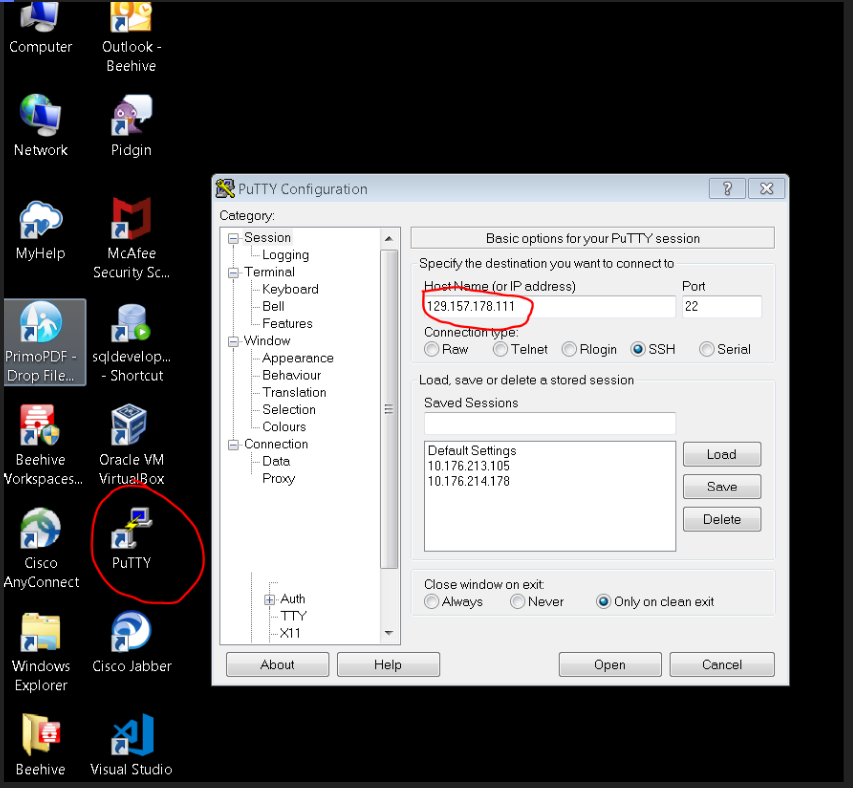 Computer
Outlook -
Beehive
Network
Pidgin
MyHelp
McAfee
Security Sc...
PrimoPDF -
Drop File...
sqldevelop...
- Shortcut
Beehive
Workspaces...
Oracle VM
VirtualBox
Cisco
AnyConnect
PuTTY
Windows
Explorer
Cisco Jabber
Beehive
Visual Studio
PuTTY Configuration
?
Category:
Session
Logging
Terminal
Keyboard
Bell
Features
Window
Appearance
Behaviour
Translation
Selection
Colours
Connection
Data
Proxy
Auth
TTY
X11
Basic options for your PuTTY session
Specify the destination you want to connect to
Host Name (or IP address) Port
129.157.178.111 22
Connection type:
Raw Telnet Rlogin SSH Serial
Load, save or delete a stored session
Saved Sessions
Default Settings
10.176.213.105
10.176.214.178
Load
Save
Delete
Close window on exit:
Always Never Only on clean exit
About Help Open Cancel